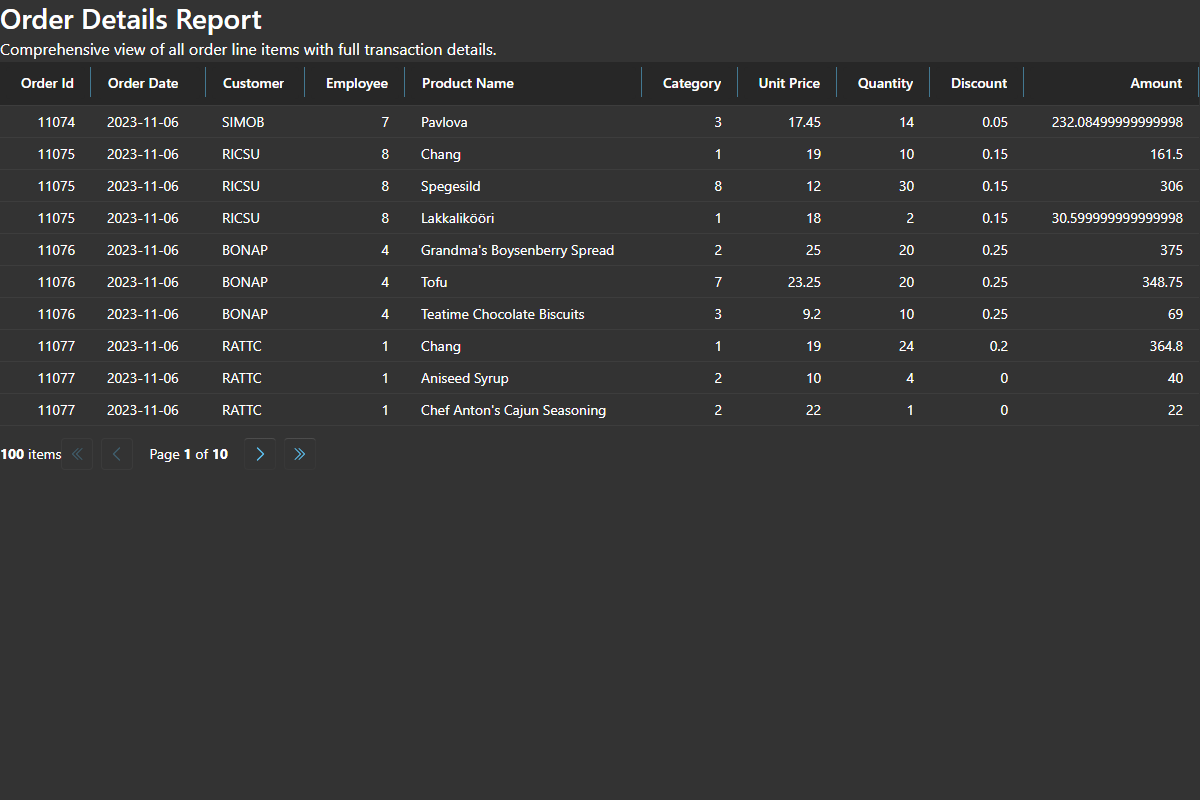 Order Details Report
Comprehensive view of all order line items with full transaction details.
Order Id Order Date Customer Employee Product Name Category Unit Price Quantity Discount Amount
11074 2023-11-06 SIMOB 7 Pavlova 3 17.45 14 0.05 232.08499999999998
11075 2023-11-06 RICSU 8 Chang 1 19 10 0.15 161.5
11075 2023-11-06 RICSU 8 Spegesild 8 12 30 0.15 306
11075 2023-11-06 RICSU 8 Lakkalikööri 1 18 2 0.15 30.599999999999998
11076 2023-11-06 BONAP 4 Grandma's Boysenberry Spread 2 25 20 0.25 375
11076 2023-11-06 BONAP 4 Tofu 7 23.25 20 0.25 348.75
11076 2023-11-06 BONAP 4 Teatime Chocolate Biscuits 3 9.2 10 0.25 69
11077 2023-11-06 RATTC 1 Chang 1 19 24 0.2 364.8
11077 2023-11-06 RATTC 1 Aniseed Syrup 2 10 4 0 40
11077 2023-11-06 RATTC 1 Chef Anton's Cajun Seasoning 2 22 1 0 22
100 items Page 1 of 10